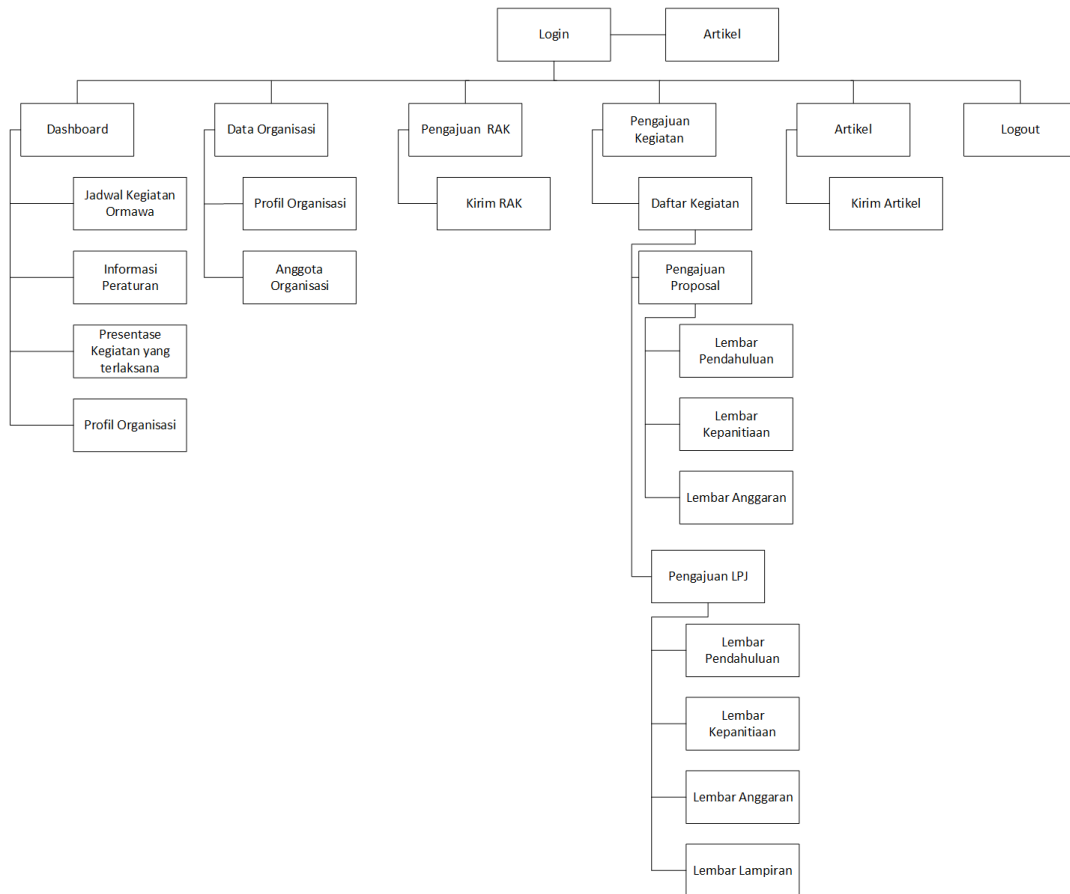 Login
Artikel
Dashboard
Data Organisasi
Pengajuan RAK
Pengajuan
Kegiatan
Artikel
Logout
Jadwal Kegiatan
Ormawa
Profil Organisasi
Kirim RAK
Daftar Kegiatan
Kirim Artikel
Informasi
Peraturan
Anggota
Organisasi
Pengajuan
Proposal
Presentase
Kegiatan yang
terlaksana
Lembar
Pendahuluan
Profil Organisasi
Lembar
Kepanitiaan
Lembar Anggaran
Pengajuan LPJ
Lembar
Pendahuluan
Lembar
Kepanitiaan
Lembar Anggaran
Lembar Lampiran